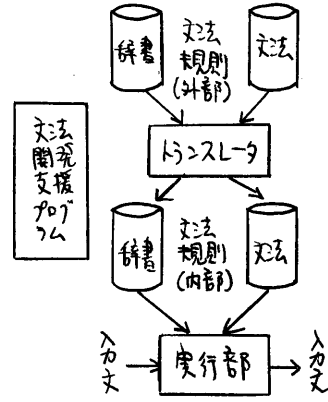 辞書
文法
規則
(外部)
文法
トランスレータ
文法
開発
支援
プログ
ラム
辞書
文法
規則
(内部)
文法
入力文
実行部
入力文